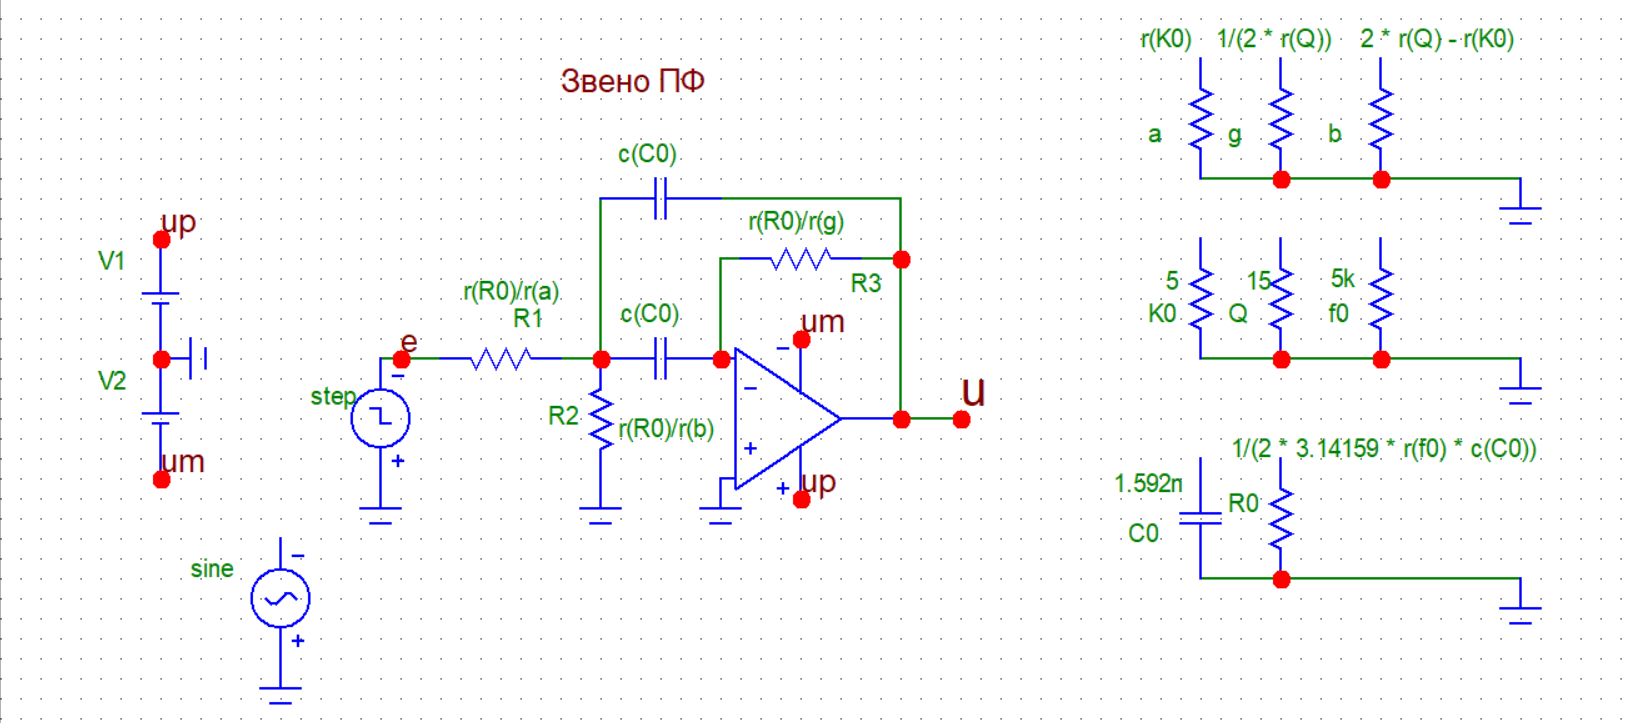 Звено ПФ
r(K0) 1/(2 * r(Q)) 2 * r(Q) - r(K0)
a g b
c(C0)
up
V1
r(R0)/r(g)
R3
r(R0)/r(a)
R1
c(C0)
um
5 15 5k
K0 Q f0
e
V2
u
step
R2
r(R0)/r(b)
um
up
1/(2 * 3.14159 * r(f0) * c(C0))
1.592n
R0
C0
sine